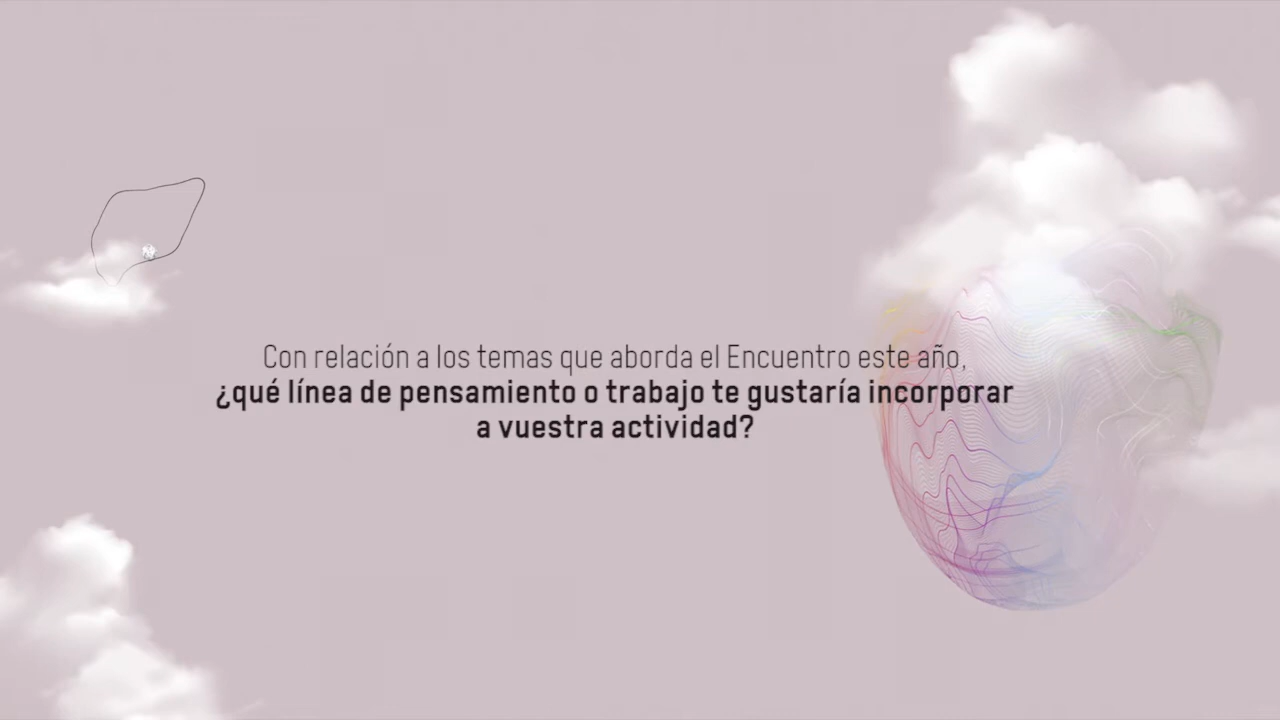 Con relación a los temas que aborda el Encuentro este año,
¿qué línea de pensamiento o trabajo te gustaría incorporar
a vuestra actividad?